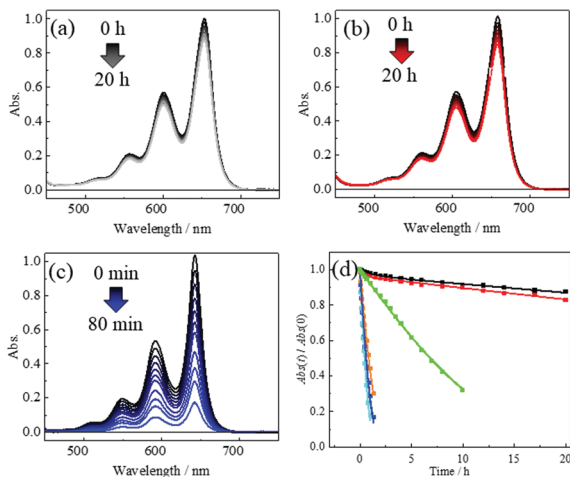 (a)
0 h
20 h
Abs.
1.0
0.8
0.6
0.4
0.2
0.0
500
600
700
Wavelength / nm
(b)
0 h
20 h
Abs.
1.0
0.8
0.6
0.4
0.2
0.0
500
600
700
Wavelength / nm
(c)
0 min
80 min
Abs.
1.0
0.8
0.6
0.4
0.2
0.0
500
600
700
Wavelength / nm
(d)
Abs(t) / Abs(0)
1.0
0.8
0.6
0.4
0.2
0.0
0
5
10
15
20
Time / h